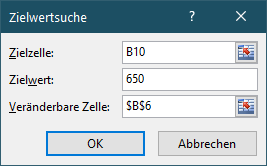 Zielwertsuche ? ×
Zielzelle: B10
Zielwert: 650
Veränderbare Zelle: $B$6
OK Abbrechen